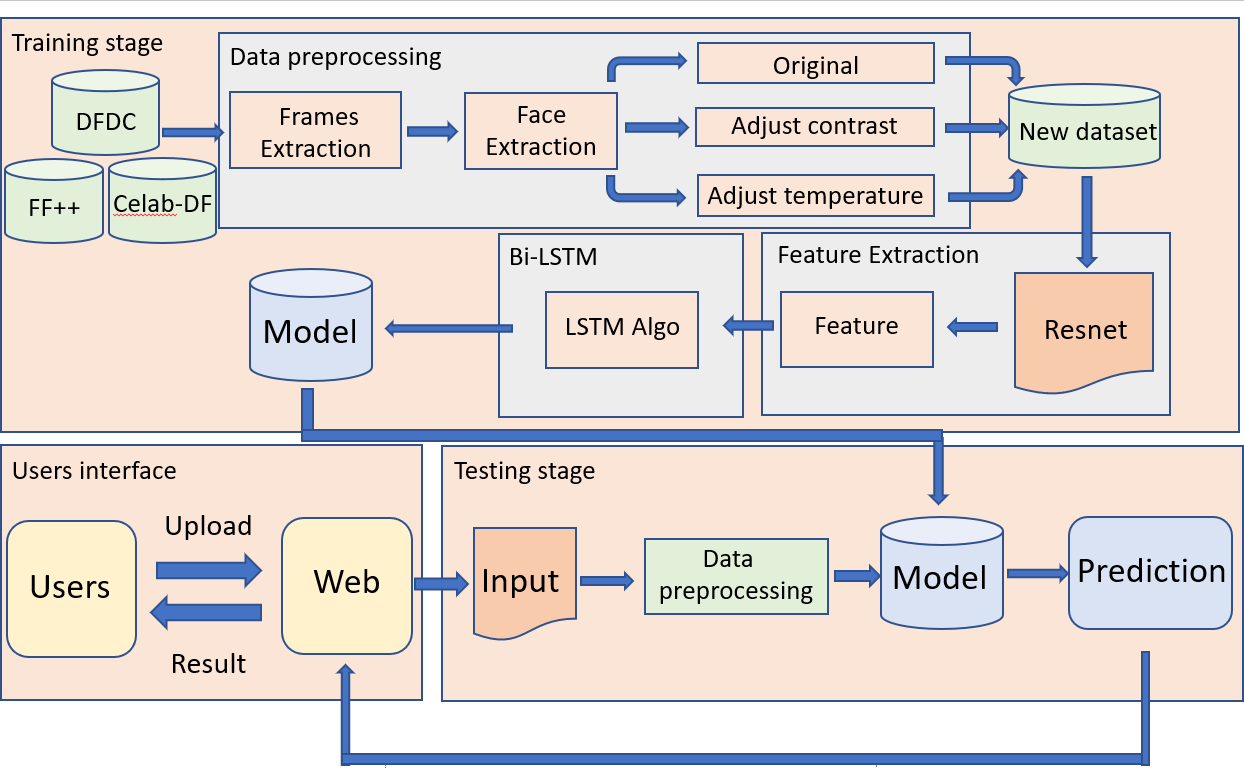 Training stage
DFDC
FF++
Celab-DF
Data preprocessing
Frames
Extraction
Face
Extraction
Original
Adjust contrast
Adjust temperature
New dataset
Feature Extraction
Resnet
Feature
Bi-LSTM
LSTM Algo
Model
Users interface
Users
Upload
Result
Web
Testing stage
Input
Data
preprocessing
Model
Prediction